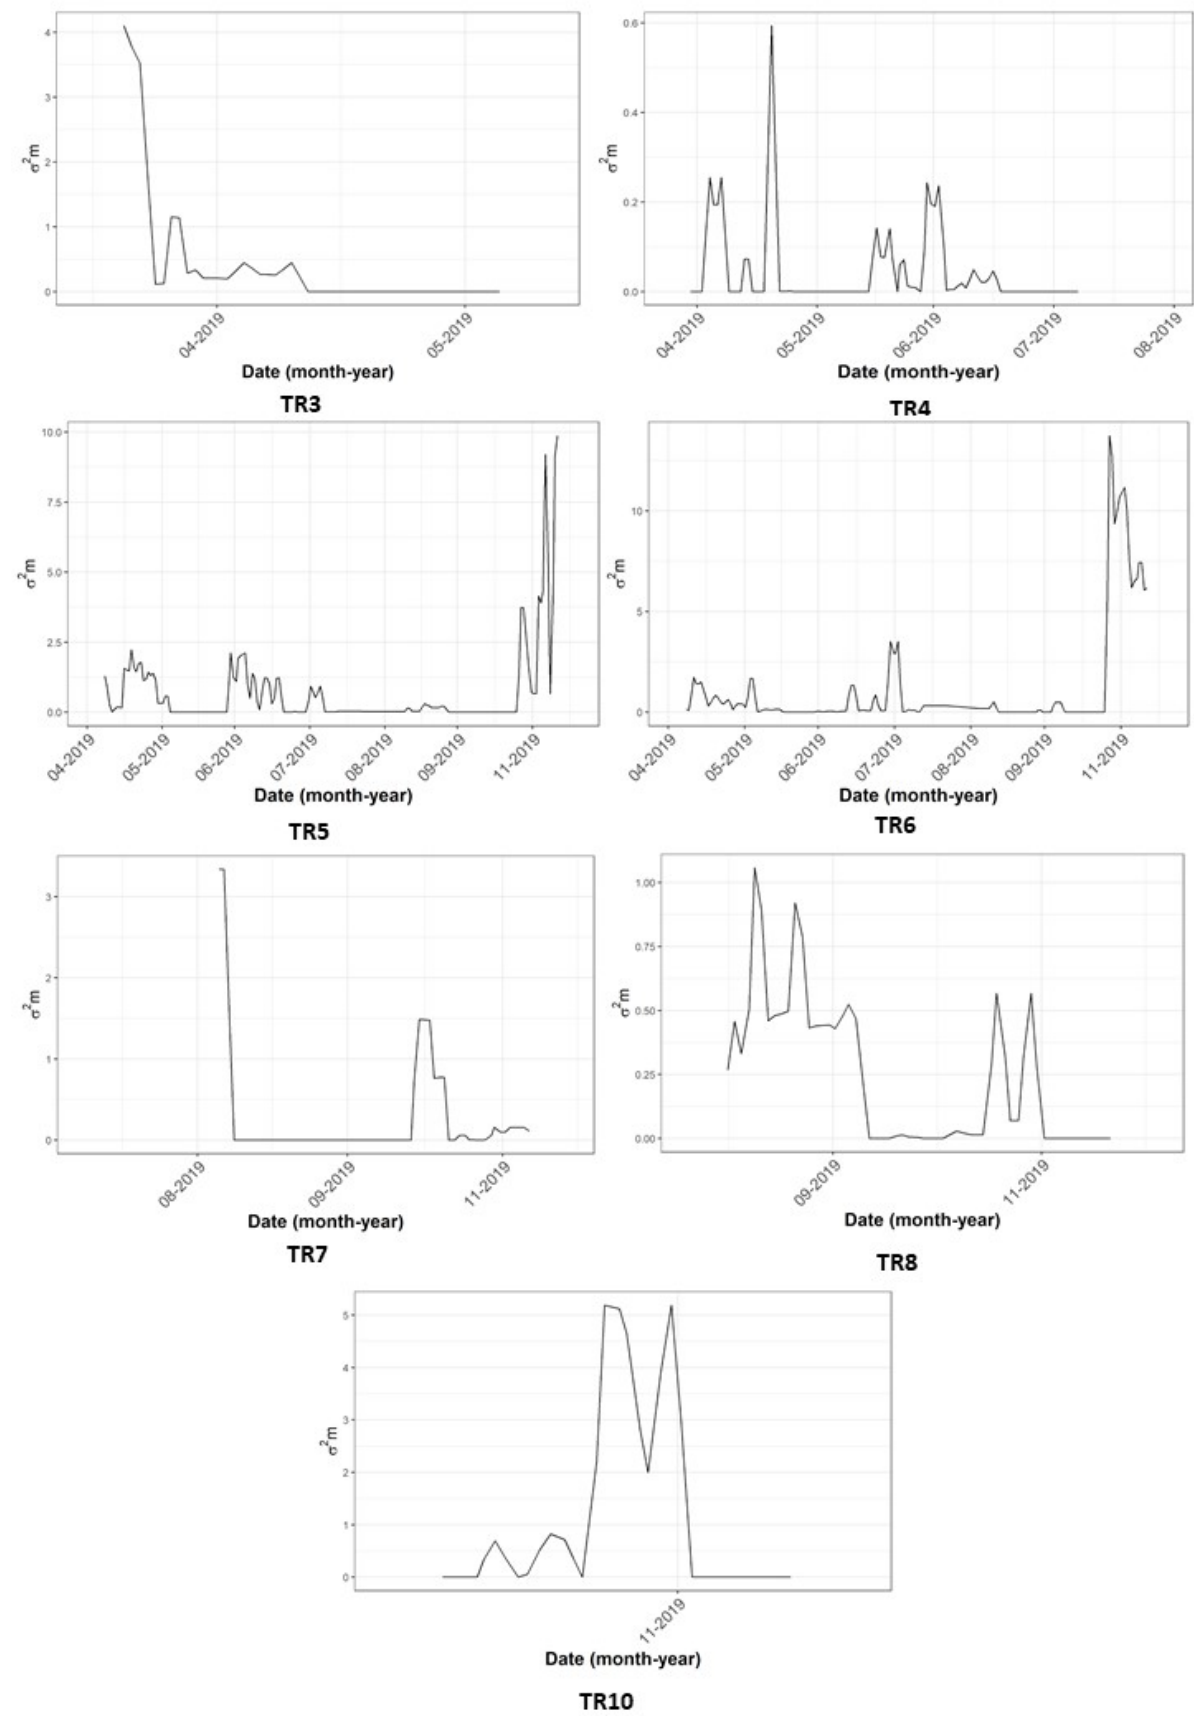 4
3
2
1
0
σ²m
04-2019
05-2019
Date (month-year)
TR3
0.6
0.4
0.2
0.0
σ²m
04-2019
05-2019
06-2019
07-2019
08-2019
Date (month-year)
TR4
10.0
7.5
5.0
2.5
0.0
σ²m
04-2019
05-2019
06-2019
07-2019
08-2019
09-2019
11-2019
Date (month-year)
TR5
10
5
0
σ²m
04-2019
05-2019
06-2019
07-2019
08-2019
09-2019
11-2019
Date (month-year)
TR6
3
2
1
0
σ²m
08-2019
09-2019
11-2019
Date (month-year)
TR7
1.00
0.75
0.50
0.25
0.00
σ²m
09-2019
11-2019
Date (month-year)
TR8
5
4
3
2
1
0
σ²m
11-2019
Date (month-year)
TR10